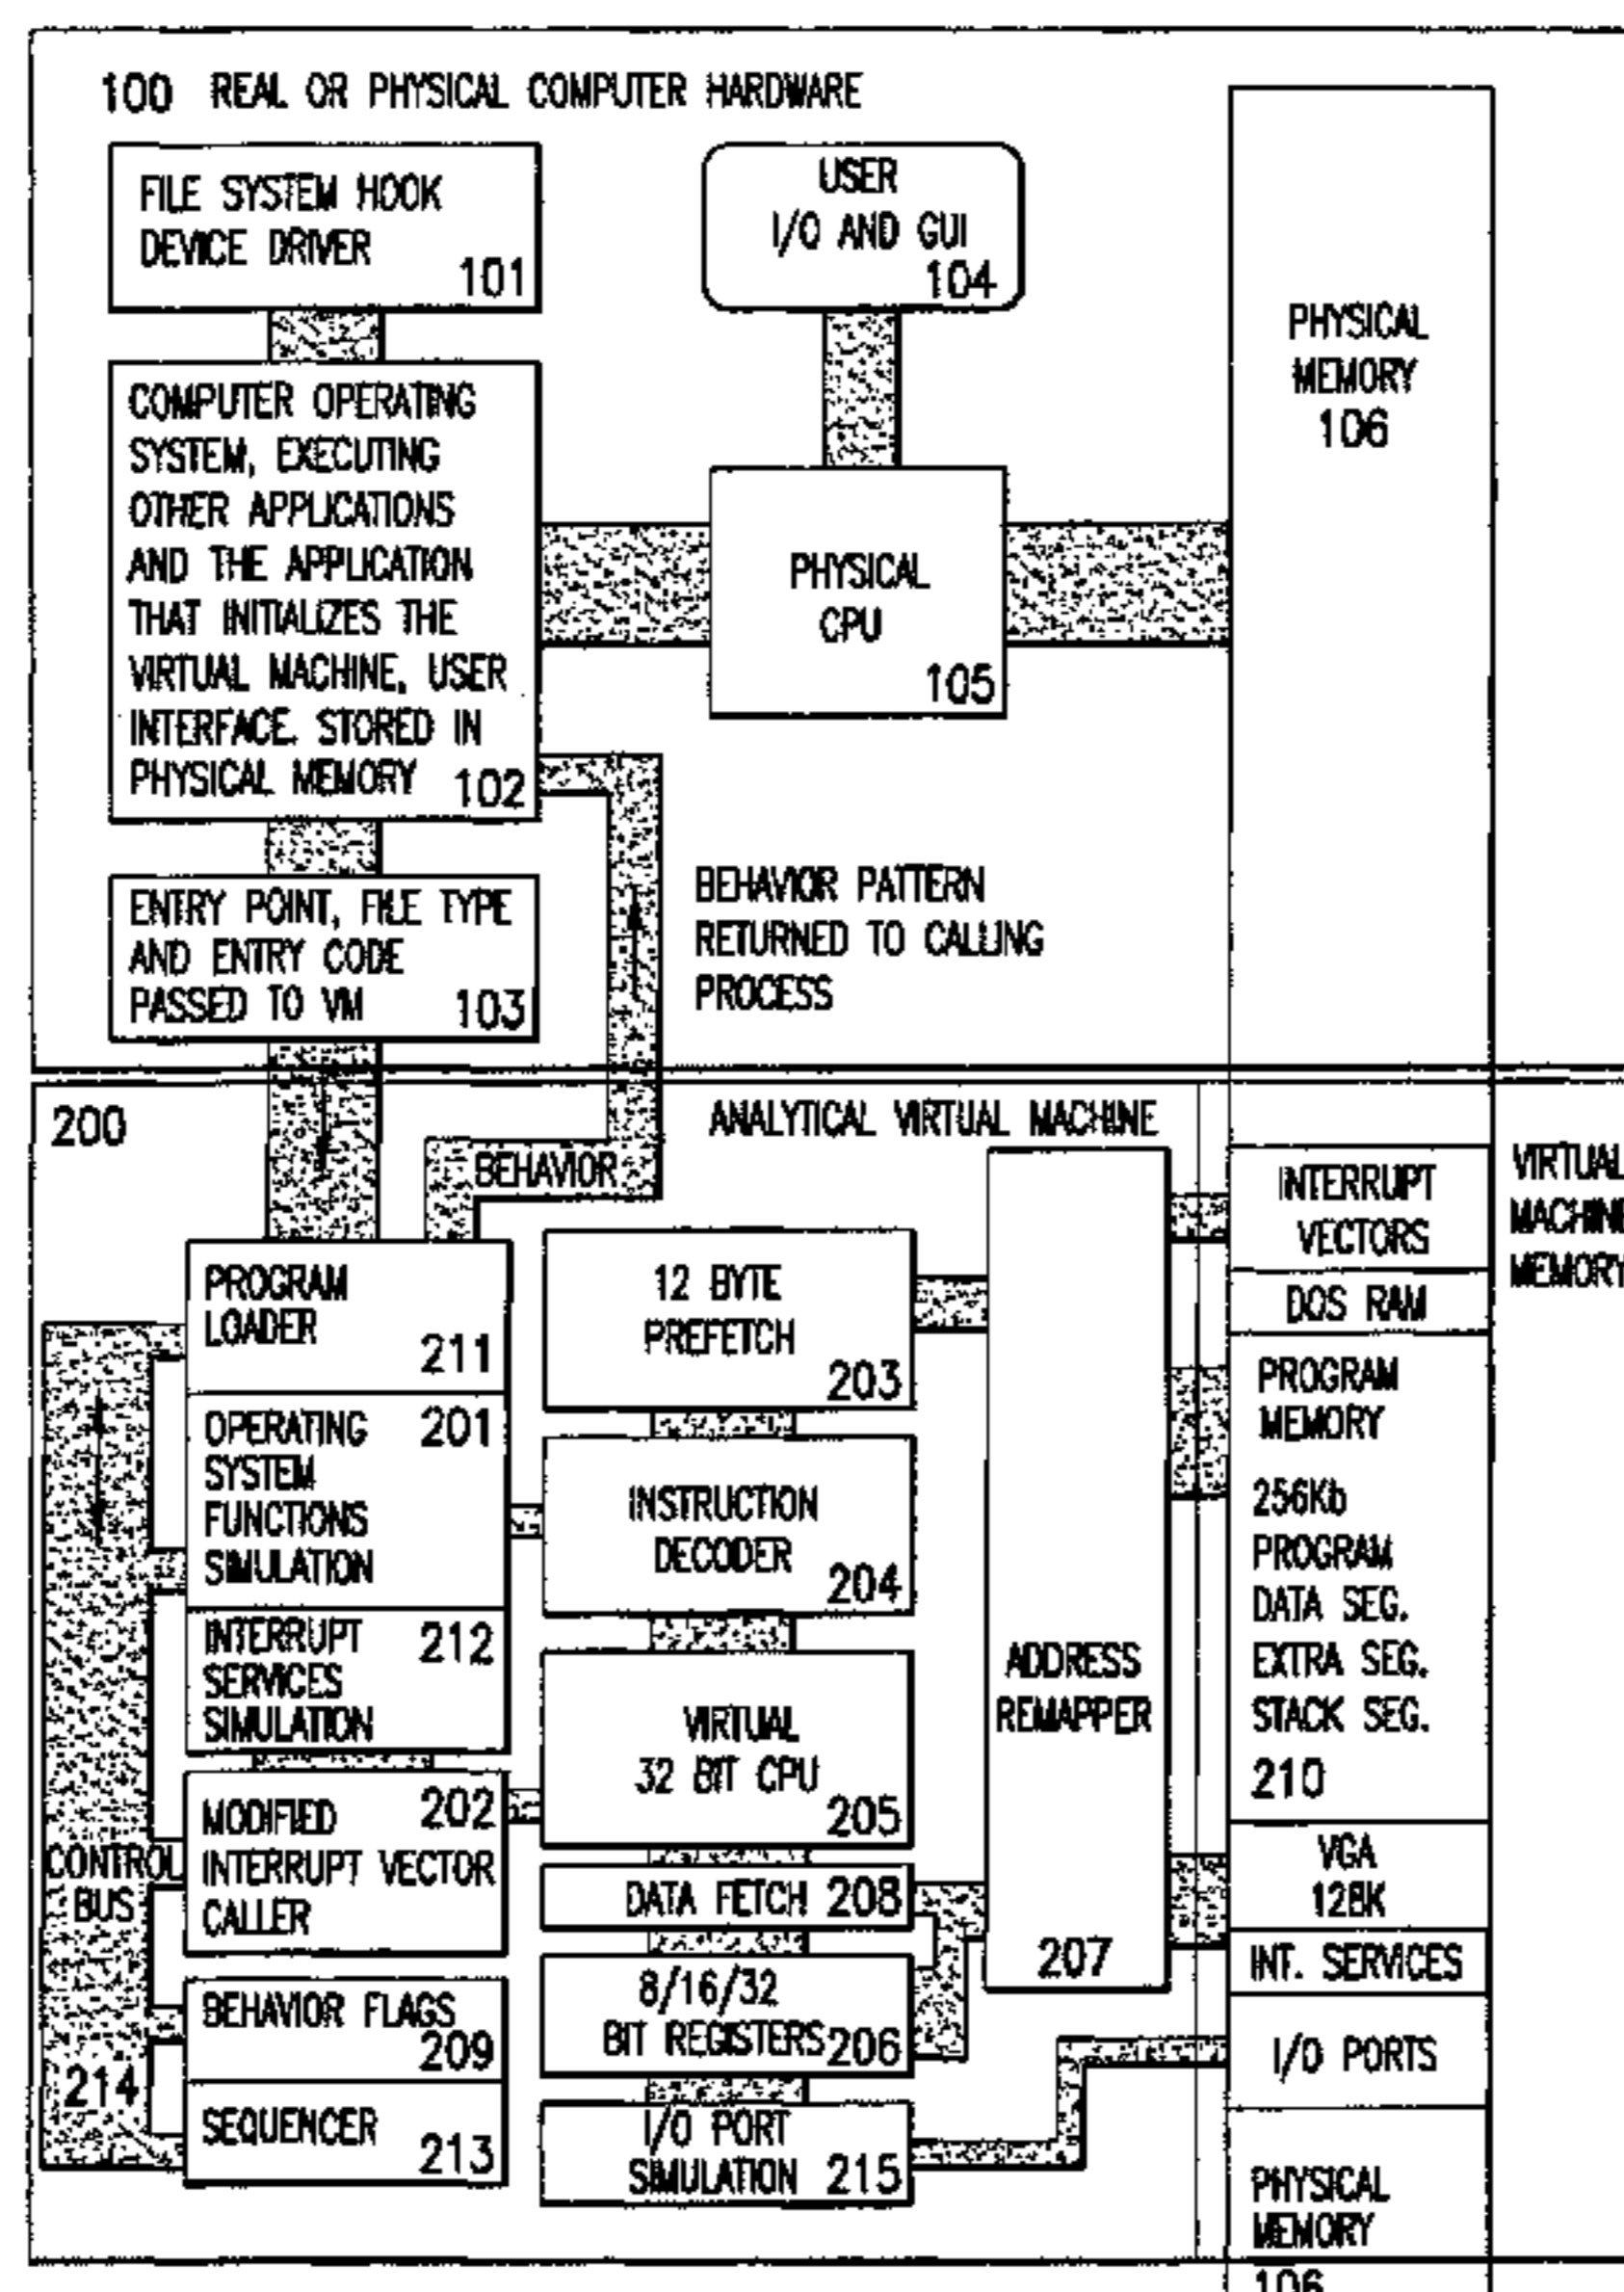 100 REAL OR PHYSICAL COMPUTER HARDWARE
FILE SYSTEM HOOK
DEVICE DRIVER
101
USER
I/O AND GUI
104
PHYSICAL
MEMORY
106
COMPUTER OPERATING
SYSTEM, EXECUTING
OTHER APPLICATIONS
AND THE APPLICATION
THAT INITIALIZES THE
VIRTUAL MACHINE, USER
INTERFACE. STORED IN
PHYSICAL MEMORY 102
PHYSICAL
CPU
105
ENTRY POINT, FILE TYPE
AND ENTRY CODE
PASSED TO VM 103
BEHAVIOR PATTERN
RETURNED TO CALLING
PROCESS
200
ANALYTICAL VIRTUAL MACHINE
BEHAVIOR
PROGRAM
LOADER
211
OPERATING 201
SYSTEM
FUNCTIONS
SIMULATION
INTERRUPT 212
SERVICES
SIMULATION
MODIFIED 202
INTERRUPT VECTOR
CALLER
CONTROL
BUS
214
BEHAVIOR FLAGS
209
SEQUENCER
213
12 BYTE
PREFETCH
203
INSTRUCTION
DECODER
204
VIRTUAL
32 BIT CPU
205
DATA FETCH 208
8/16/32
BIT REGISTERS 206
I/O PORT
SIMULATION 215
ADDRESS
REMAPPER
207
INTERRUPT
VECTORS
DOS RAM
PROGRAM
MEMORY
256Kb
PROGRAM
DATA SEG.
EXTRA SEG.
STACK SEG.
210
VGA
128K
INT. SERVICES
I/O PORTS
PHYSICAL
MEMORY
106
VIRTUAL
MACHINE
MEMORY